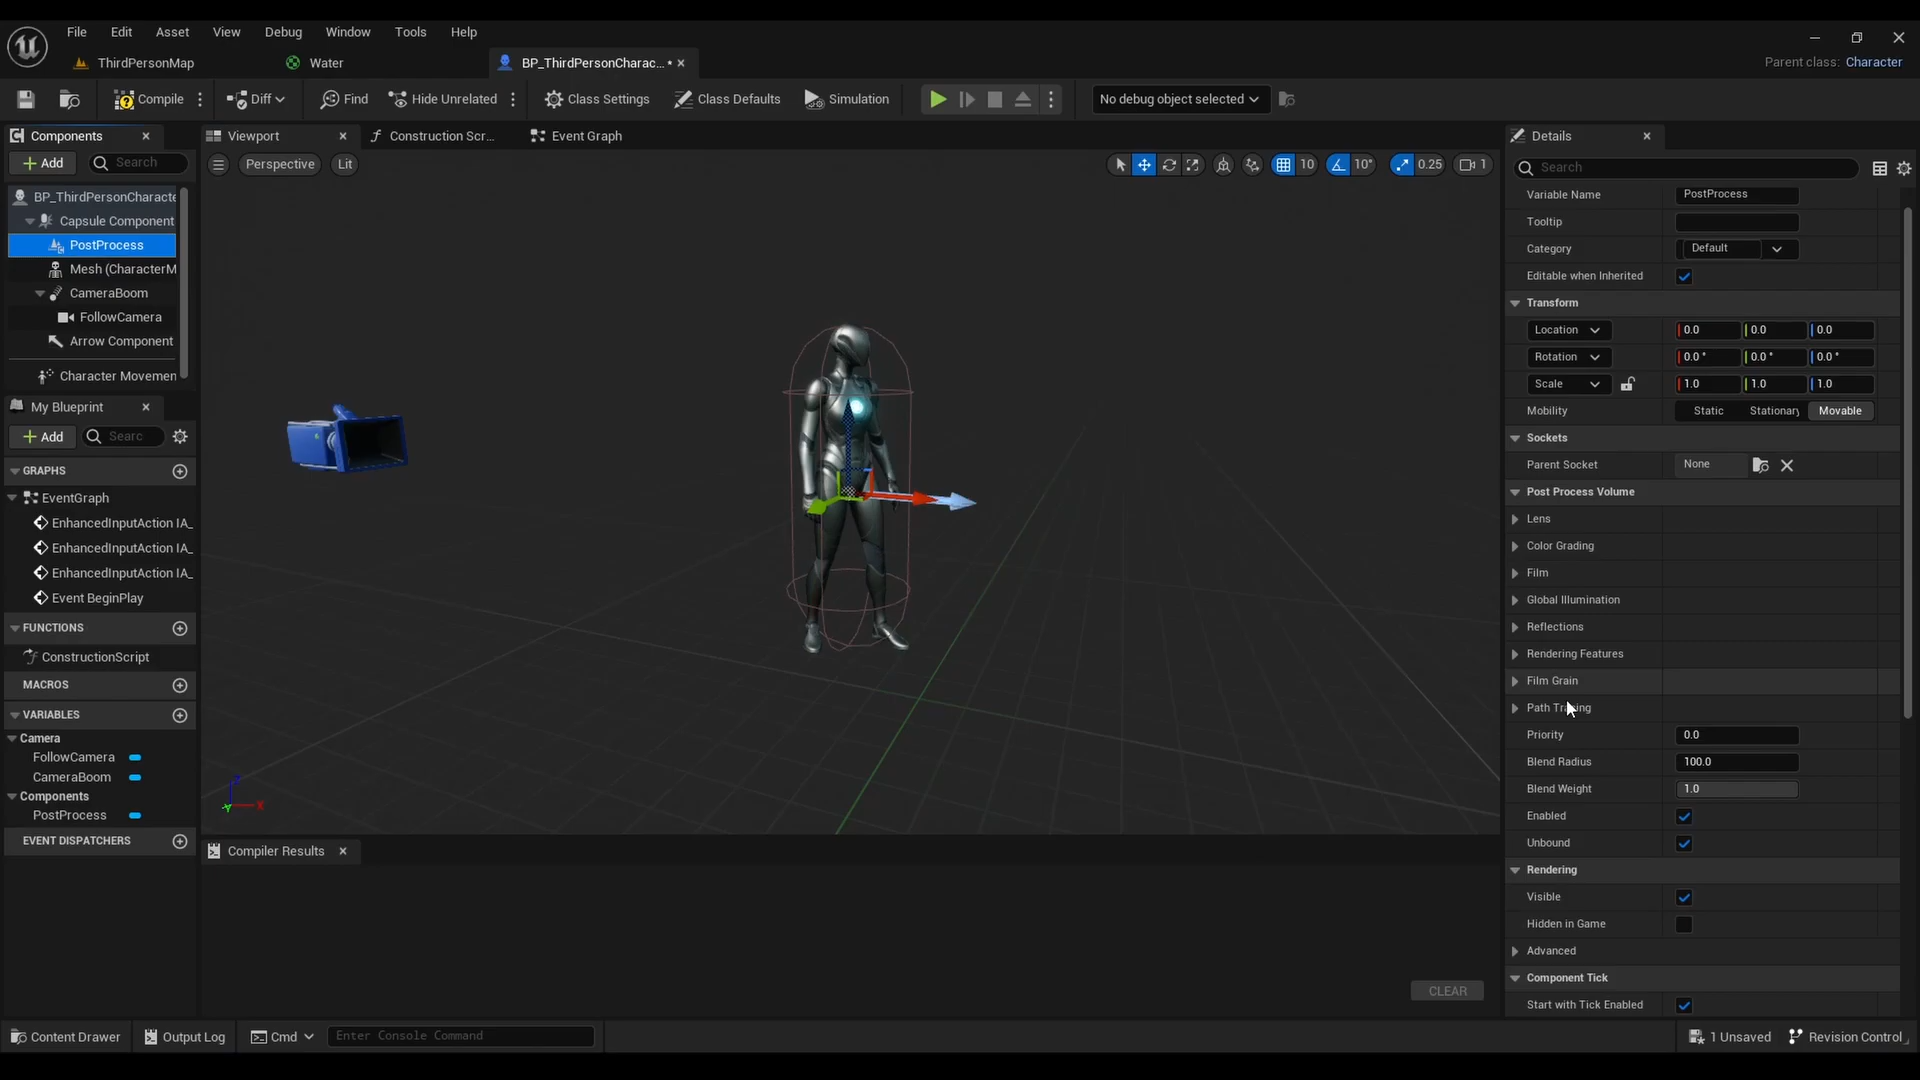 File Edit Asset View Debug Window Tools Help
ThirdPersonMap Water BP_ThirdPersonCharac... •
Parent class: Character
Compile Diff Find Hide Unrelated Class Settings Class Defaults Simulation No debug object selected
Components
Add Search
BP_ThirdPersonCharacte
Capsule Component
PostProcess
Mesh (CharacterM
CameraBoom
FollowCamera
Arrow Component
Character Movemen
My Blueprint
Add Searc
GRAPHS
EventGraph
EnhancedInputAction IA_
EnhancedInputAction IA_
EnhancedInputAction IA_
Event BeginPlay
FUNCTIONS
ConstructionScript
MACROS
VARIABLES
Camera
FollowCamera
CameraBoom
Components
PostProcess
EVENT DISPATCHERS
Viewport Construction Scr... Event Graph
Perspective Lit 10 10° 0.25 1
Z
X
Y
Compiler Results
CLEAR
Details
Search
Variable Name PostProcess
Tooltip
Category Default
Editable when Inherited
Transform
Location 0.0 0.0 0.0
Rotation 0.0 ° 0.0 ° 0.0 °
Scale 1.0 1.0 1.0
Mobility Static Stationary Movable
Sockets
Parent Socket None
Post Process Volume
Lens
Color Grading
Film
Global Illumination
Reflections
Rendering Features
Film Grain
Path Tracing
Priority 0.0
Blend Radius 100.0
Blend Weight 1.0
Enabled
Unbound
Rendering
Visible
Hidden in Game
Advanced
Component Tick
Start with Tick Enabled
Content Drawer Output Log Cmd Enter Console Command 1 Unsaved Revision Control